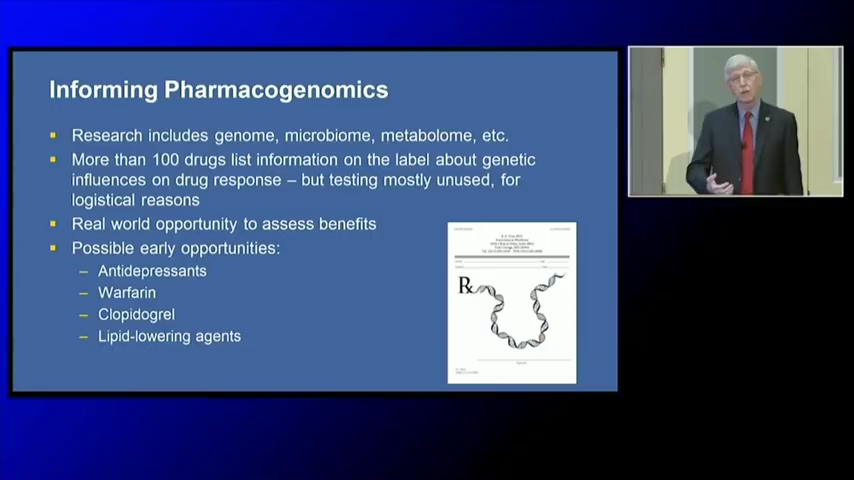 Informing Pharmacogenomics
Research includes genome, microbiome, metabolome, etc.
More than 100 drugs list information on the label about genetic
influences on drug response – but testing mostly unused, for
logistical reasons
Real world opportunity to assess benefits
Possible early opportunities:
– Antidepressants
– Warfarin
– Clopidogrel
– Lipid-lowering agents
Rx